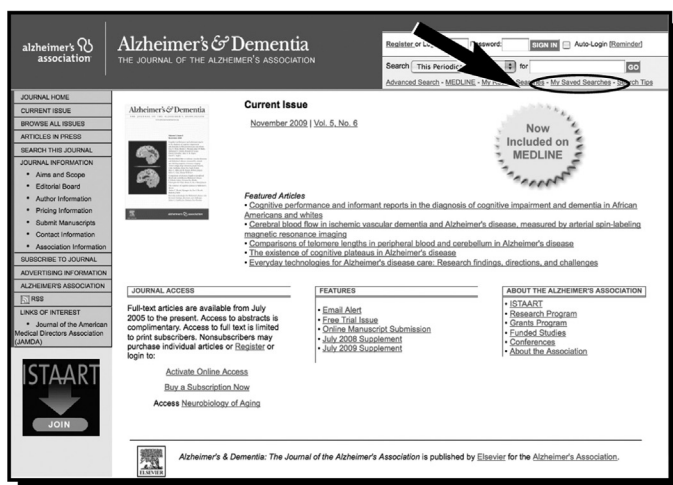 alzheimer's
association
Alzheimer's & Dementia
THE JOURNAL OF THE ALZHEIMER'S ASSOCIATION
Register or Password: SIGN IN Auto-Login [Reminder]
Search This Periodical for GO
Advanced Search - MEDLINE - My Searches - My Saved Searches - Search Tips
JOURNAL HOME
CURRENT ISSUE
BROWSE ALL ISSUES
ARTICLES IN PRESS
SEARCH THIS JOURNAL
JOURNAL INFORMATION
• Aims and Scope
• Editorial Board
• Author Information
• Pricing Information
• Submit Manuscripts
• Contact Information
• Association Information
SUBSCRIBE TO JOURNAL
ADVERTISING INFORMATION
ALZHEIMER'S ASSOCIATION
RSS
LINKS OF INTEREST
• Journal of the American
Medical Directors Association
(JAMDA)
ISTAART
JOIN
Alzheimer's & Dementia
Current Issue
November 2009 | Vol. 5, No. 6
Now
Included on
MEDLINE
Featured Articles
• Cognitive performance and informant reports in the diagnosis of cognitive impairment and dementia in African
Americans and whites
• Cerebral blood flow in ischemic vascular dementia and Alzheimer's disease, measured by arterial spin-labeling
magnetic resonance imaging
• Comparisons of telomere lengths in peripheral blood and cerebellum in Alzheimer's disease
• The existence of cognitive plateaus in Alzheimer's disease
• Everyday technologies for Alzheimer's disease care: Research findings, directions, and challenges
JOURNAL ACCESS
Full-text articles are available from July
2005 to the present. Access to abstracts is
complimentary. Access to full text is limited
to print subscribers. Nonsubscribers may
purchase individual articles or Register or
login to:
Activate Online Access
Buy a Subscription Now
Access Neurobiology of Aging
FEATURES
• Email Alert
• Free Trial Issue
• Online Manuscript Submission
• July 2008 Supplement
• July 2009 Supplement
ABOUT THE ALZHEIMER'S ASSOCIATION
• ISTAART
• Research Program
• Grants Program
• Funded Studies
• Conferences
• About the Association
ELSEVIER
Alzheimer's & Dementia: The Journal of the Alzheimer's Association is published by Elsevier for the Alzheimer's Association.